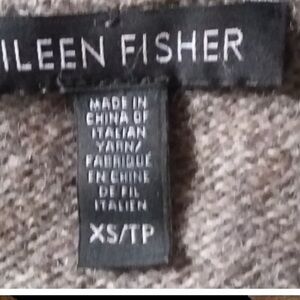 ILEEN FISHER
MADE IN
CHINA OF
ITALIAN
YARN/
FABRIQUÉ
EN CHINE
DE FIL
ITALIEN
XS/TP